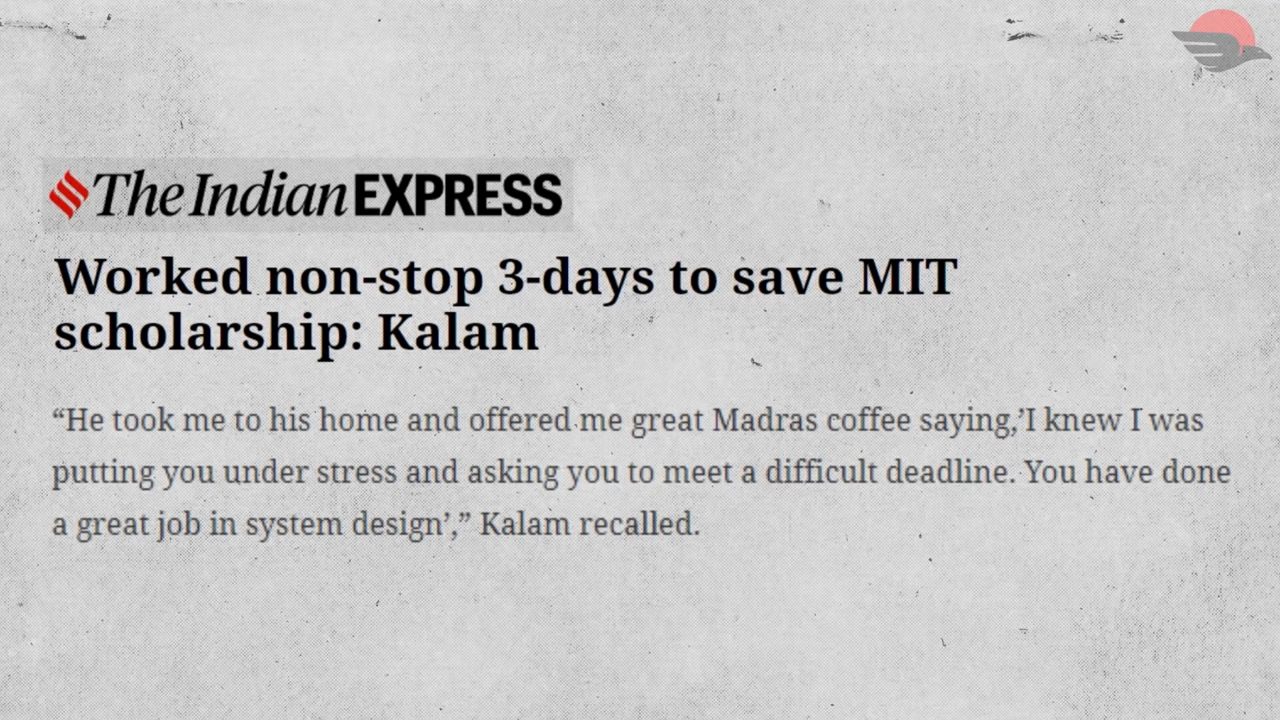 The Indian EXPRESS
Worked non-stop 3-days to save MIT
scholarship: Kalam
“He took me to his home and offered me great Madras coffee saying,’I knew I was
putting you under stress and asking you to meet a difficult deadline. You have done
a great job in system design’,” Kalam recalled.